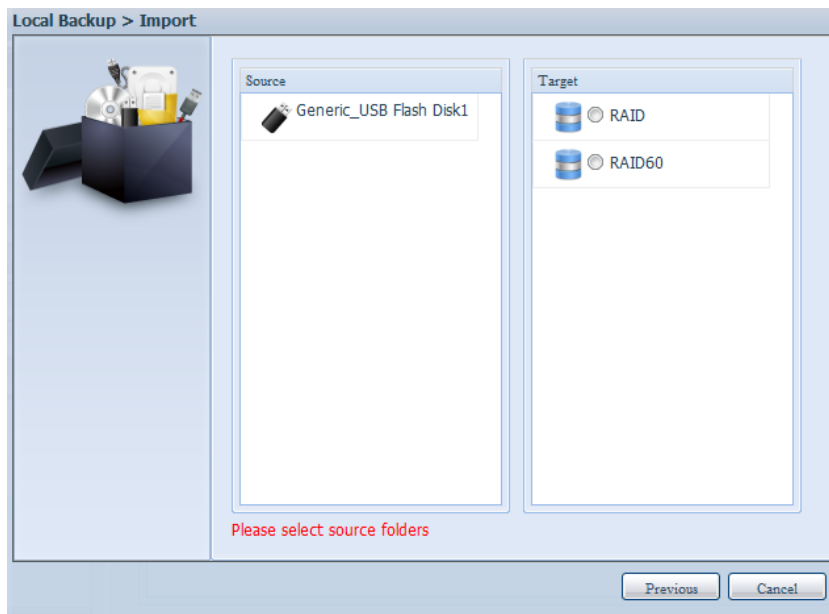 Local Backup > Import
Source
Generic_USB Flash Disk1
Target
RAID
RAID60
Please select source folders
Previous
Cancel